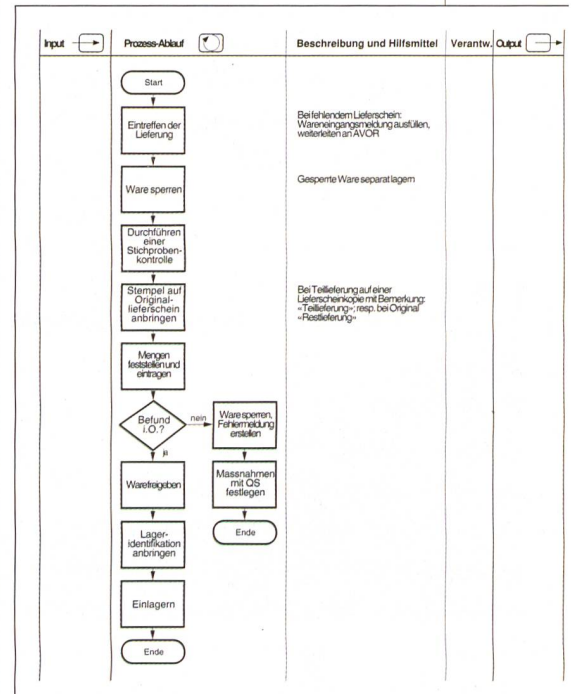 Input Prozess-Ablauf Beschreibung und Hilfsmittel Verantw. Output
Start
Eintreffen der
Lieferung
Bei fehlendem Lieferschein:
Wareneingangsmeldung ausfüllen,
weiterleiten an AVOR
Ware sperren
Gesperrte Ware separat lagern
Durchführen
einer
Stichproben-
kontrolle
Stempel auf
Original-
lieferschein
anbringen
Bei Teillieferung auf einer
Lieferscheinkopie mit Bemerkung:
«Teillieferung»; resp. bei Original
«Restlieferung»
Mengen
feststellen und
eintragen
Befund
i.O.?
nein
Ware sperren,
Fehlermeldung
erstellen
ja
Ware freigeben
Massnahmen
mit QS
festlegen
Lager-
identifikation
anbringen
Ende
Einlagern
Ende